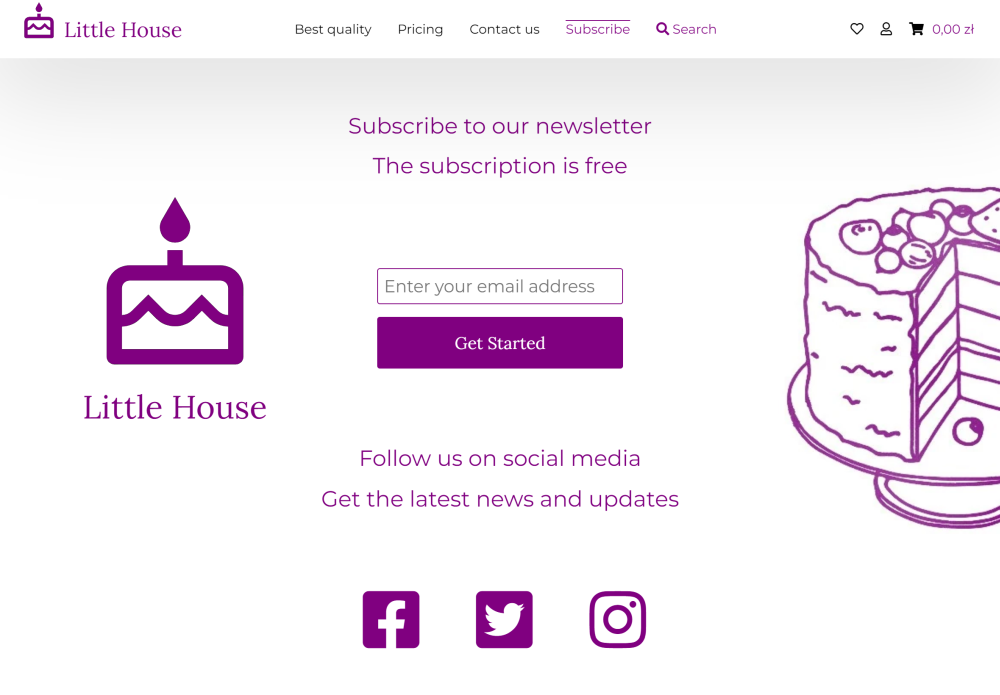 Little House
Best quality
Pricing
Contact us
Subscribe
Search
0,00 zł
Subscribe to our newsletter
The subscription is free
Little House
Enter your email address
Get Started
Follow us on social media
Get the latest news and updates